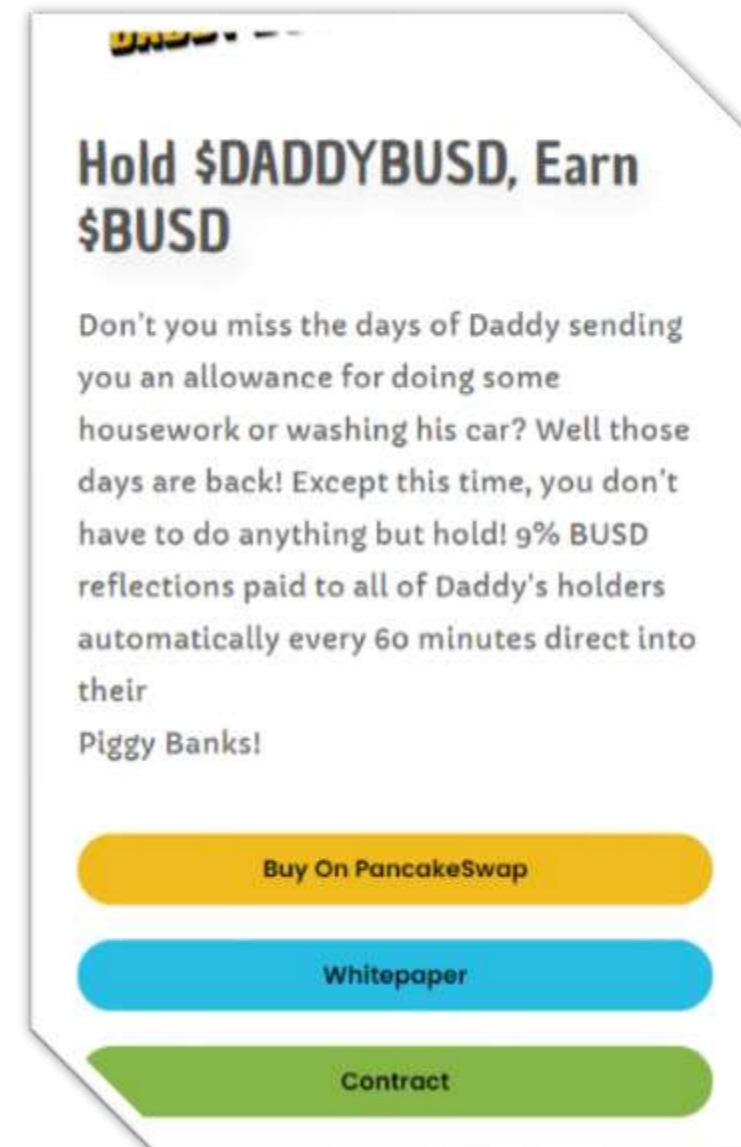 DADDY
Hold $DADDYBUSD, Earn
$BUSD
Don't you miss the days of Daddy sending
you an allowance for doing some
housework or washing his car? Well those
days are back! Except this time, you don't
have to do anything but hold! 9% BUSD
reflections paid to all of Daddy's holders
automatically every 60 minutes direct into
their
Piggy Banks!
Buy On PancakeSwap
Whitepaper
Contract